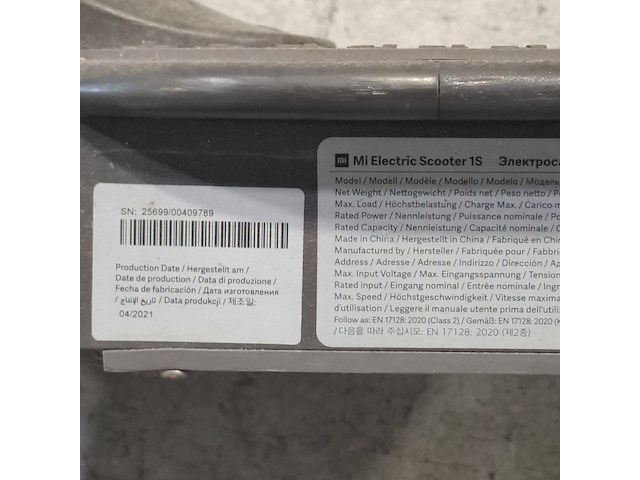 SN: 25699/00409789
Production Date / Hergestellt am /
Date de production / Data di produzione /
Fecha de fabricación / Дата изготовления
/ تاريخ الإنتاج / Data produkcji / 제조일:
04/2021
mi Mi Electric Scooter 1S
Model / Modell / Modèle / Modello / Modelo / Модель
Net Weight / Nettogewicht / Poids net / Peso netto /
Max. Load / Höchstbelastung / Charge Max. / Carico
Rated Power / Nennleistung / Puissance nominale /
Rated Capacity / Nennleistung / Capacité nominale /
Made in China / Hergestellt in China / Fabriqué en
Manufactured by / Hersteller / Fabriqué pour /
Address / Adresse / Adresse / Indirizzo / Dirección /
Max. Input Voltage / Max. Eingangsspannung / Tension
Rated input / Eingang nominal / Entrée nominale /
Max. Speed / Höchstgeschwindigkeit / Vitesse
d'utilisation / Leggere il manuale utente prima dell'
Follow as: EN 17128: 2020 (Class 2) / Gemäß: EN 17128: 2020
/다음을 따라 주십시오: EN 17128: 2020 (제2종)